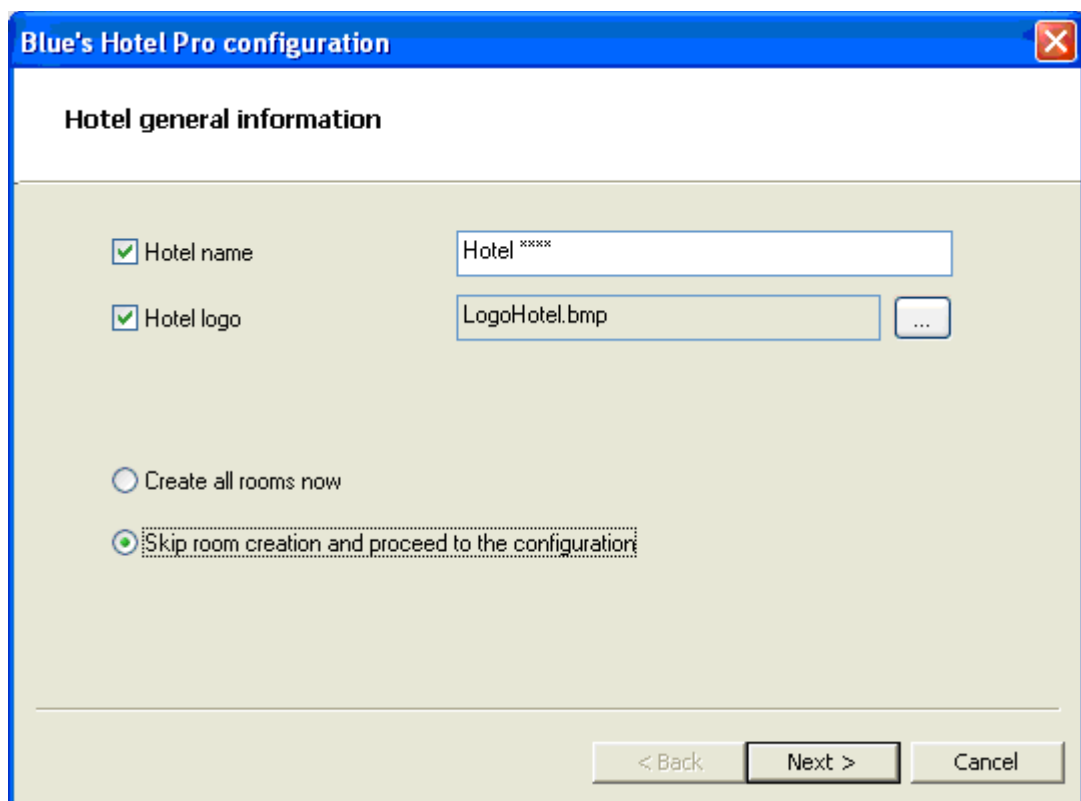 Blue's Hotel Pro configuration
Hotel general information
Hotel name
Hotel ****
Hotel logo
LogoHotel.bmp
...
Create all rooms now
Skip room creation and proceed to the configuration
< Back
Next >
Cancel